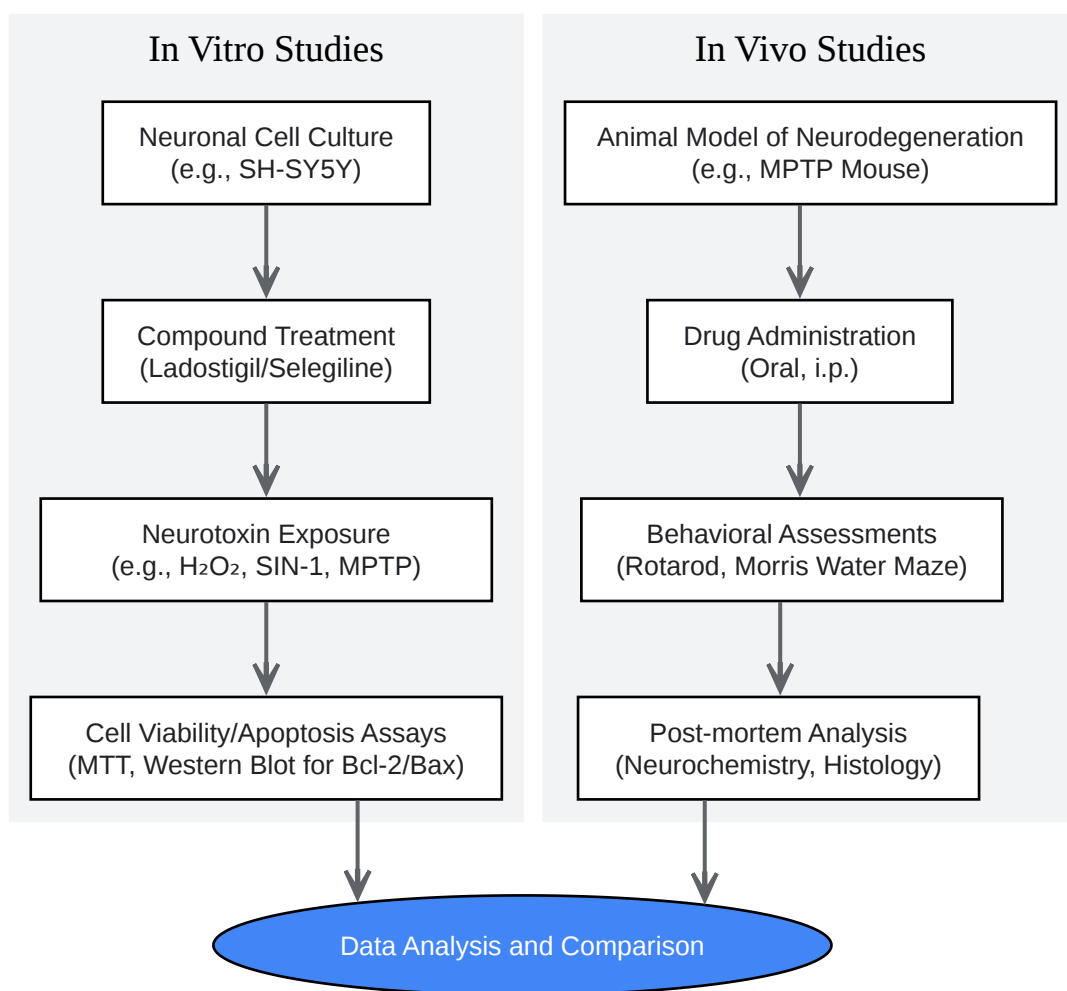 In Vitro Studies
Neuronal Cell Culture
(e.g., SH-SY5Y)
Compound Treatment
(Ladostigil/Selegiline)
Neurotoxin Exposure
(e.g., H₂O₂, SIN-1, MPTP)
Cell Viability/Apoptosis Assays
(MTT, Western Blot for Bcl-2/Bax)
In Vivo Studies
Animal Model of Neurodegeneration
(e.g., MPTP Mouse)
Drug Administration
(Oral, i.p.)
Behavioral Assessments
(Rotarod, Morris Water Maze)
Post-mortem Analysis
(Neurochemistry, Histology)
Data Analysis and Comparison